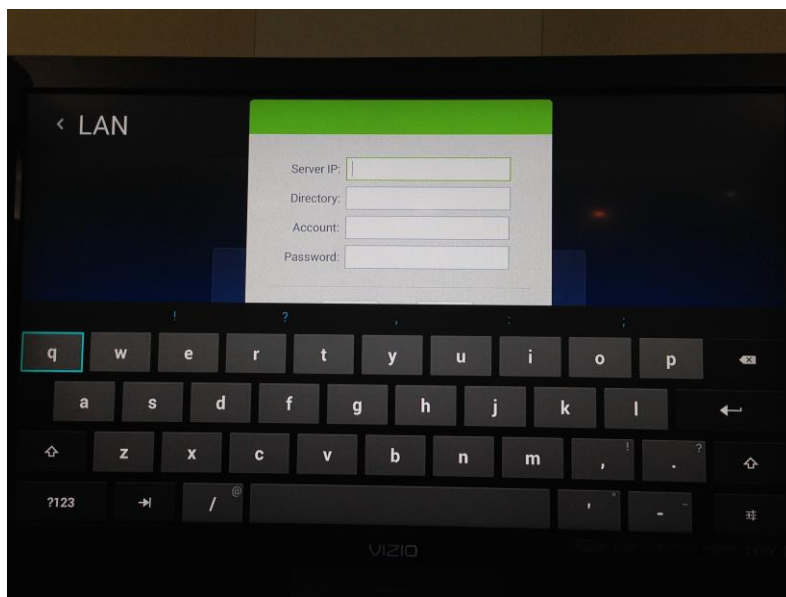 < LAN
Server IP:
Directory:
Account:
Password:
! ? , : ;
q w e r t y u i o p
a s d f g h j k l
z x c v b n m , ! . ?
?123 / @ ' " - _
VIZIO